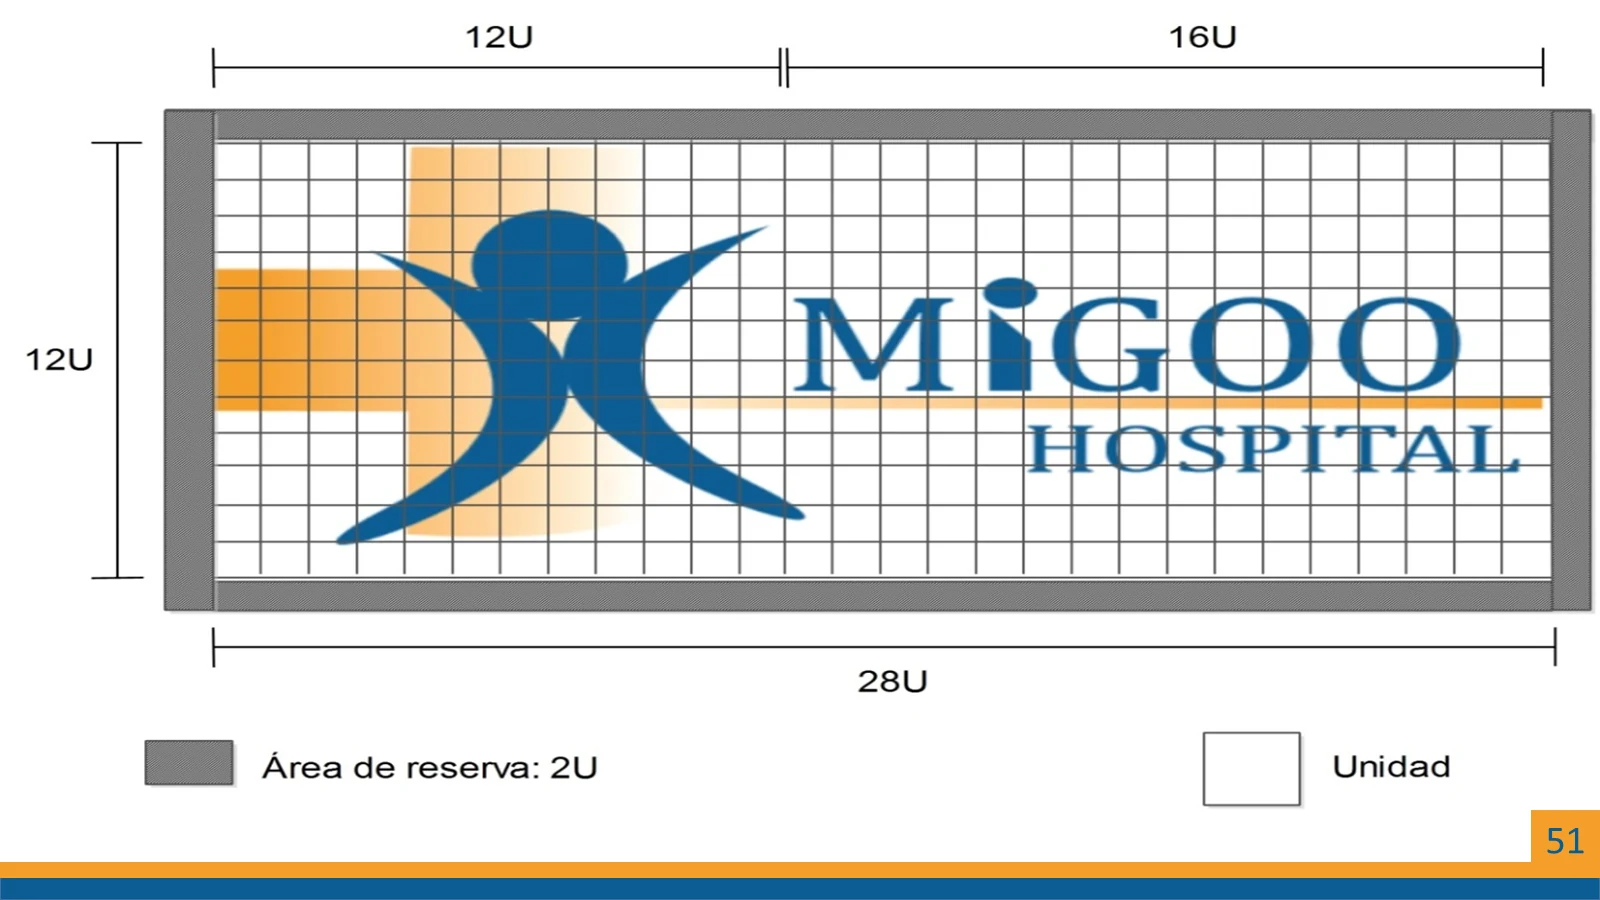 12U
16U
12U
MiGOO
HOSPITAL
28U
Área de reserva: 2U
Unidad
51